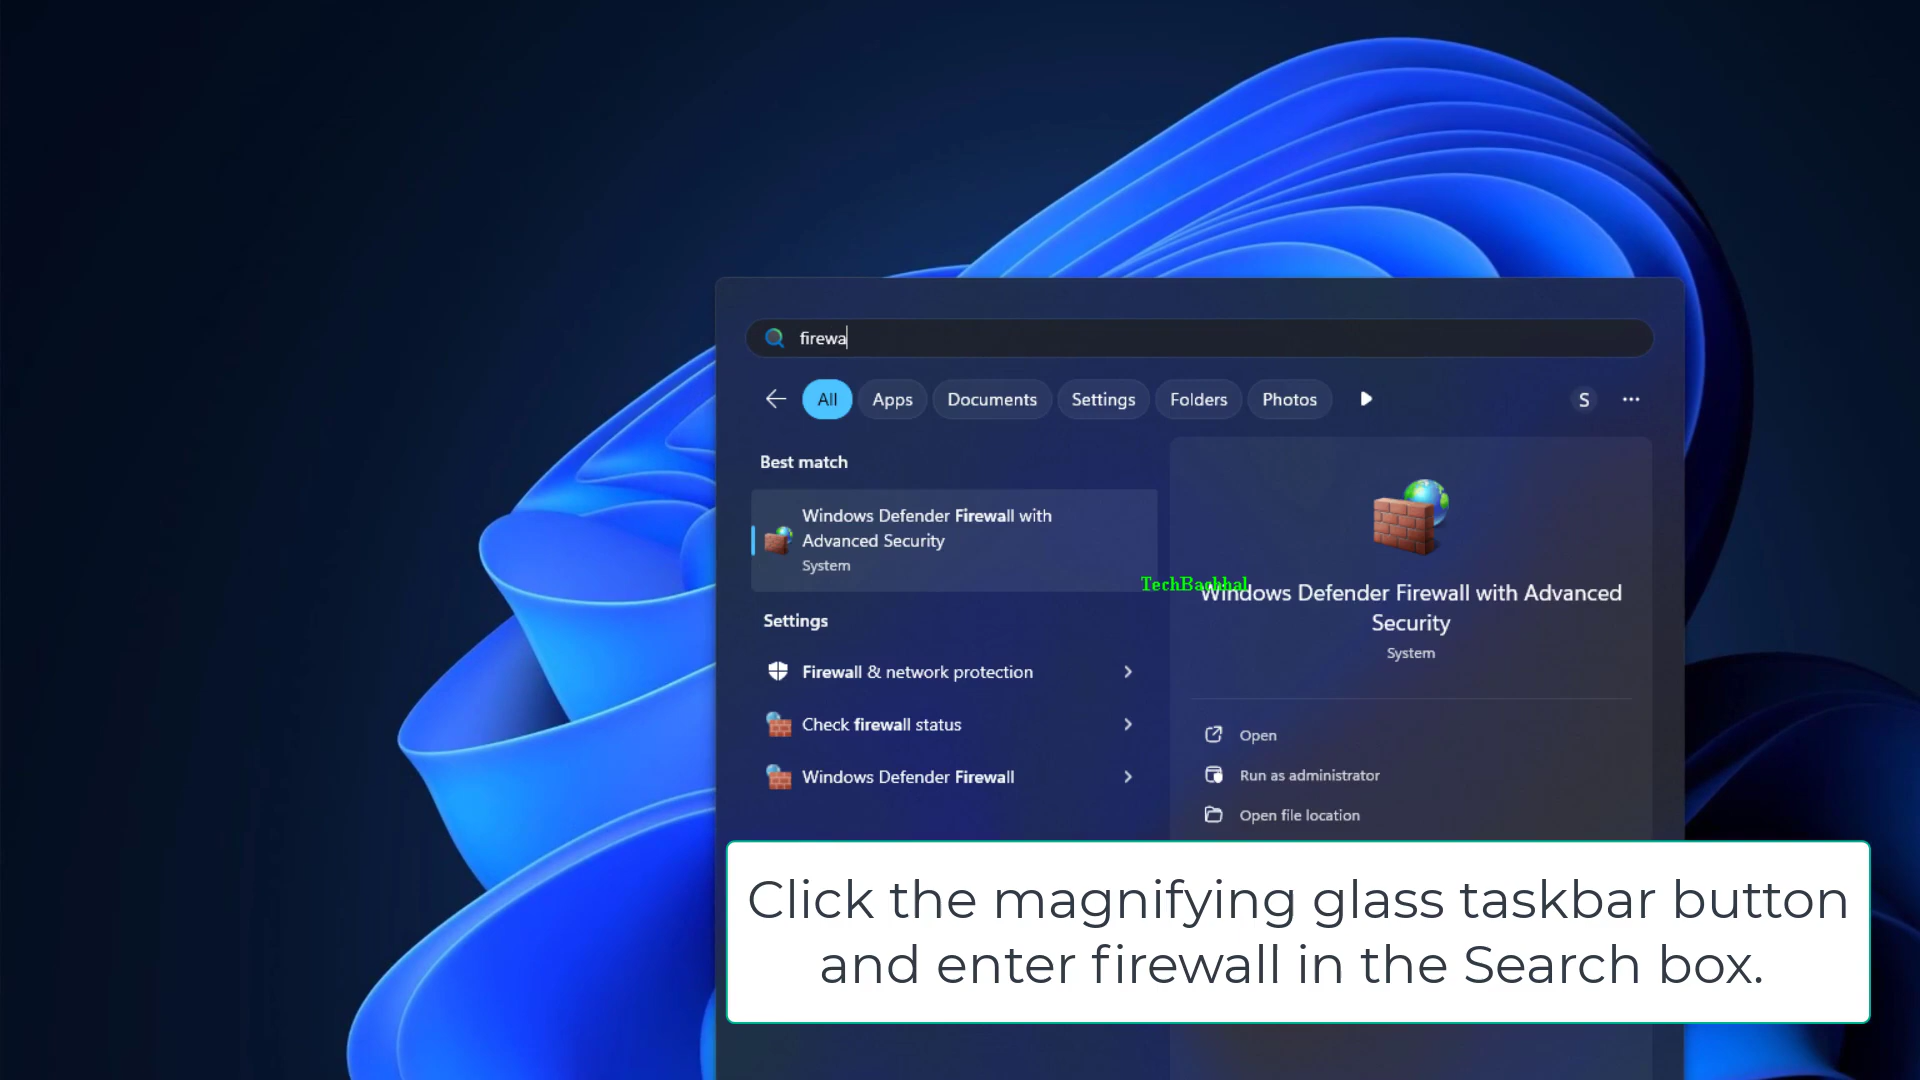 firewa
All Apps Documents Settings Folders Photos S
Best match
Windows Defender Firewall with
Advanced Security
System
Settings
Firewall & network protection
Check firewall status
Windows Defender Firewall
TechBachhal
Windows Defender Firewall with Advanced
Security
System
Open
Run as administrator
Open file location
Click the magnifying glass taskbar button
and enter firewall in the Search box.